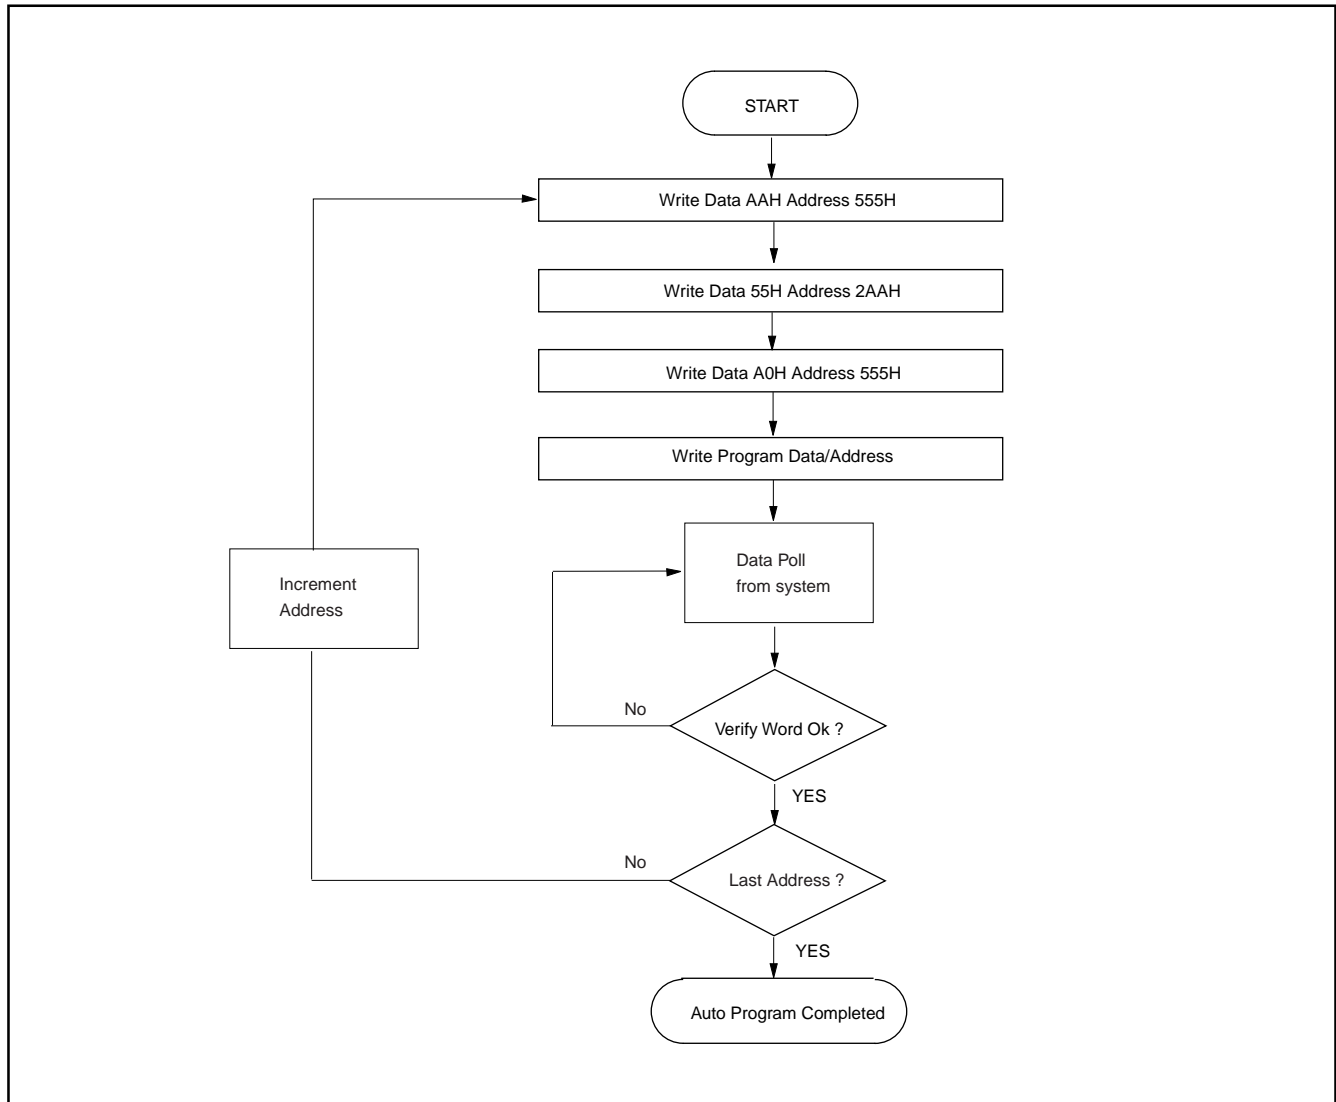 START
Write Data AAH Address 555H
Write Data 55H Address 2AAH
Write Data A0H Address 555H
Write Program Data/Address
Data Poll
from system
Increment
Address
No
Verify Word Ok ?
YES
No
Last Address ?
YES
Auto Program Completed